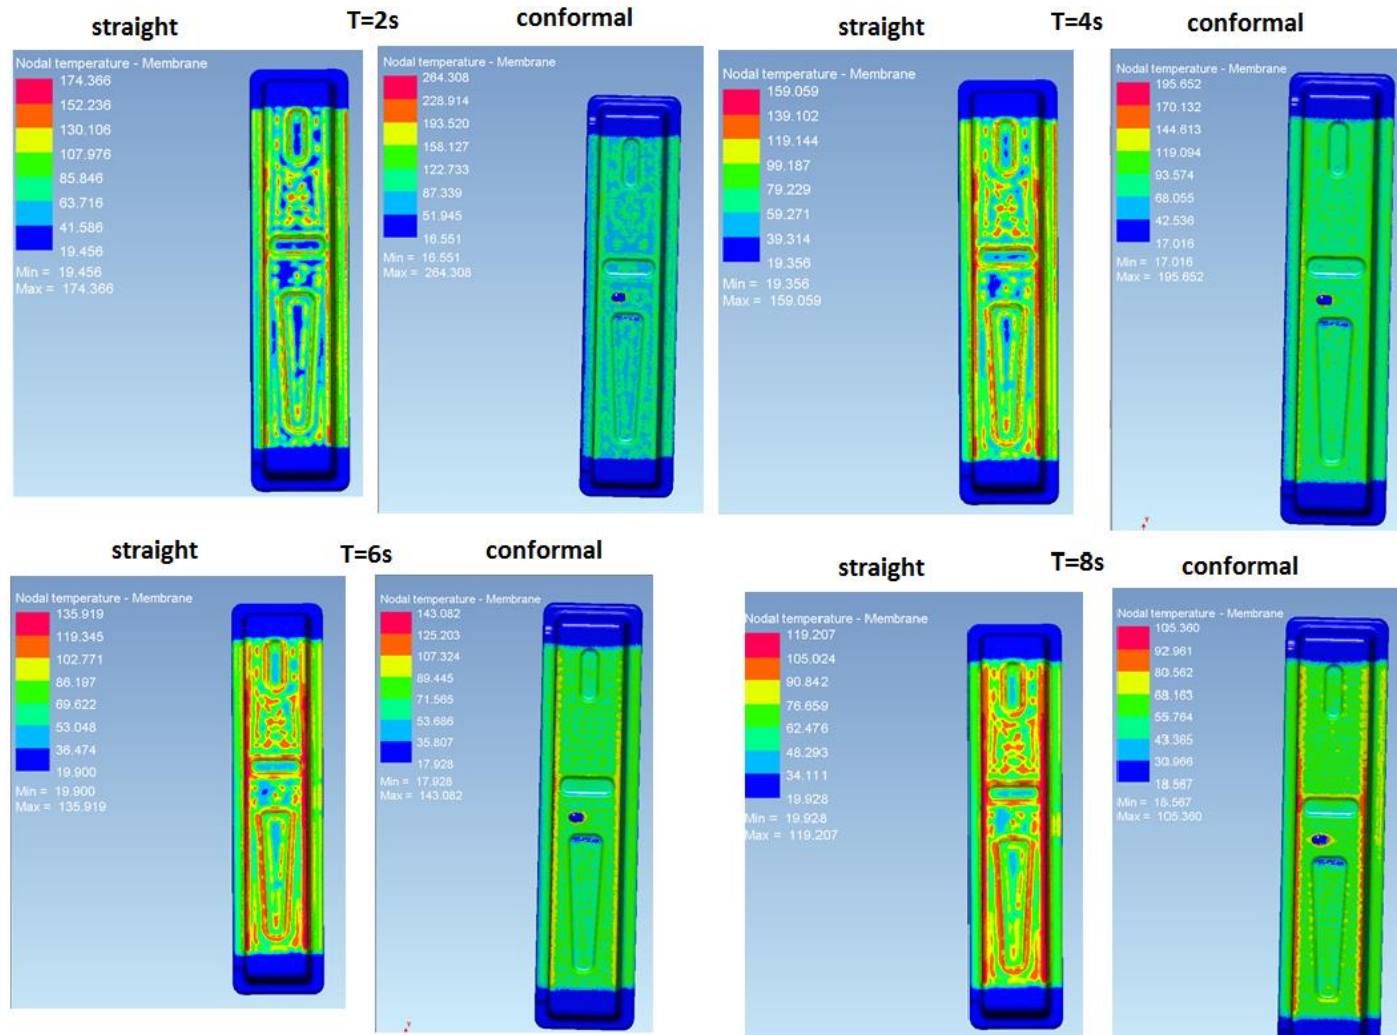 straight
T=2s
conformal
Nodal temperature - Membrane
174.366
152.236
130.106
107.976
85.846
63.716
41.586
19.456
Min = 19.456
Max = 174.366
Nodal temperature - Membrane
264.308
228.914
193.520
158.127
122.733
87.339
51.945
16.551
Min = 16.551
Max = 264.308
straight
T=4s
conformal
Nodal temperature - Membrane
159.059
139.102
119.144
99.187
79.229
59.271
39.314
19.356
Min = 19.356
Max = 159.059
Nodal temperature - Membrane
195.652
170.132
144.613
119.094
93.574
68.055
42.536
17.016
Min = 17.016
Max = 195.652
straight
T=6s
conformal
Nodal temperature - Membrane
135.919
119.345
102.771
86.197
69.622
53.048
36.474
19.900
Min = 19.900
Max = 135.919
Nodal temperature - Membrane
143.082
125.203
107.324
89.445
71.565
53.686
35.807
17.928
Min = 17.928
Max = 143.082
straight
T=8s
conformal
Nodal temperature - Membrane
119.207
105.024
90.842
76.659
62.476
48.293
34.111
19.928
Min = 19.928
Max = 119.207
Nodal temperature - Membrane
105.360
92.961
80.562
68.163
55.764
43.365
30.966
18.567
Min = 18.567
Max = 105.360